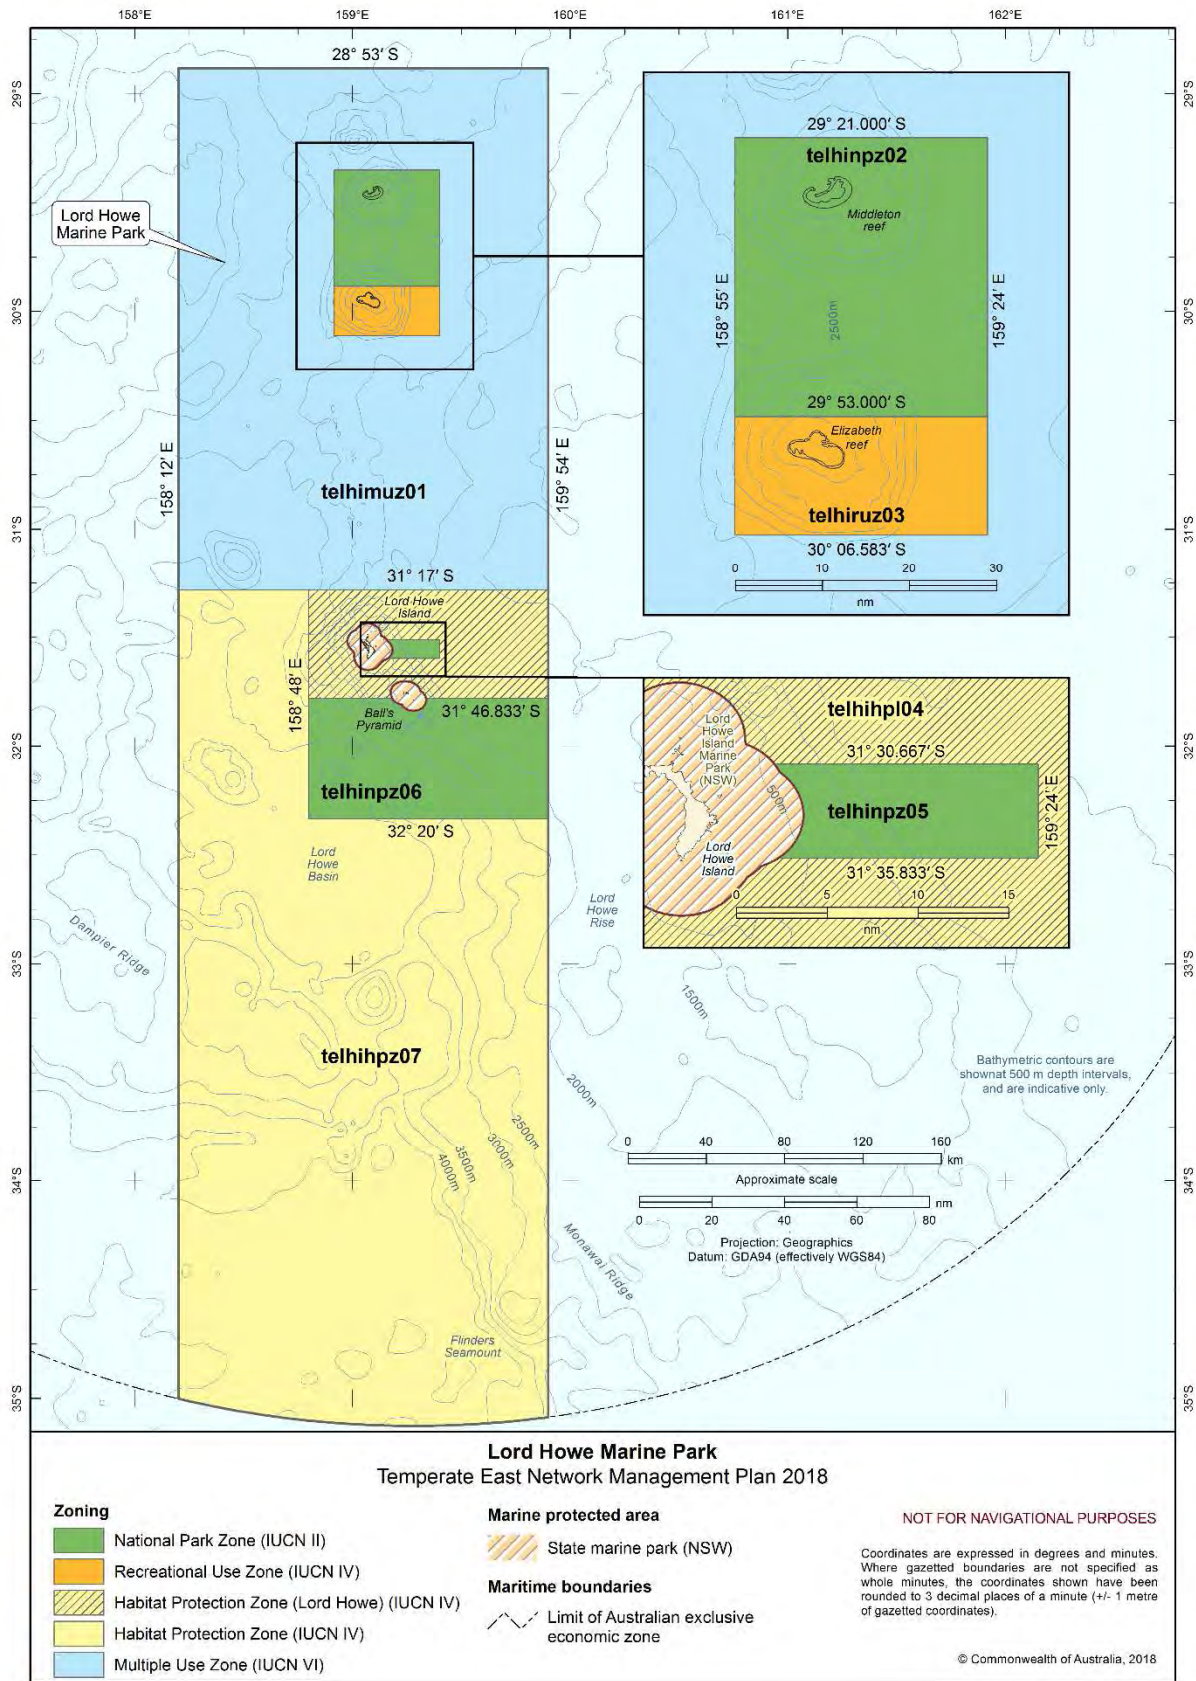 158°E
159°E
160°E
161°E
162°E
28° 53' S
29°S
30°S
31°S
32°S
33°S
34°S
35°S
29°S
30°S
31°S
32°S
33°S
34°S
35°S
Lord Howe
Marine Park
158° 12' E
159° 54' E
telhimuz01
31° 17' S
Lord Howe
Island
158° 48' E
Ball's
Pyramid
31° 46.833' S
telhinpz06
32° 20' S
Lord
Howe
Basin
Dampier Ridge
Lord
Howe
Rise
telhihpz07
4000m
3500m
3000m
2500m
2000m
1500m
Monawai Ridge
Flinders
Seamount
29° 21.000' S
telhinpz02
Middleton
reef
158° 55' E
159° 24' E
2500m
29° 53.000' S
Elizabeth
reef
telhiruz03
30° 06.583' S
0 10 20 30
nm
telhihpl04
Lord
Howe
Island
Marine
Park
(NSW)
31° 30.667' S
500m
telhinpz05
159° 24' E
Lord
Howe
Island
31° 35.833' S
0 5 10 15
nm
Bathymetric contours are
shownat 500 m depth intervals,
and are indicative only.
0 40 80 120 160
km
Approximate scale
nm
0 20 40 60 80
Projection: Geographics
Datum: GDA94 (effectively WGS84)
Lord Howe Marine Park
Temperate East Network Management Plan 2018
Zoning
National Park Zone (IUCN II)
Recreational Use Zone (IUCN IV)
Habitat Protection Zone (Lord Howe) (IUCN IV)
Habitat Protection Zone (IUCN IV)
Multiple Use Zone (IUCN VI)
Marine protected area
State marine park (NSW)
Maritime boundaries
Limit of Australian exclusive
economic zone
NOT FOR NAVIGATIONAL PURPOSES
Coordinates are expressed in degrees and minutes.
Where gazetted boundaries are not specified as
whole minutes, the coordinates shown have been
rounded to 3 decimal places of a minute (+/- 1 metre
of gazetted coordinates).
© Commonwealth of Australia, 2018